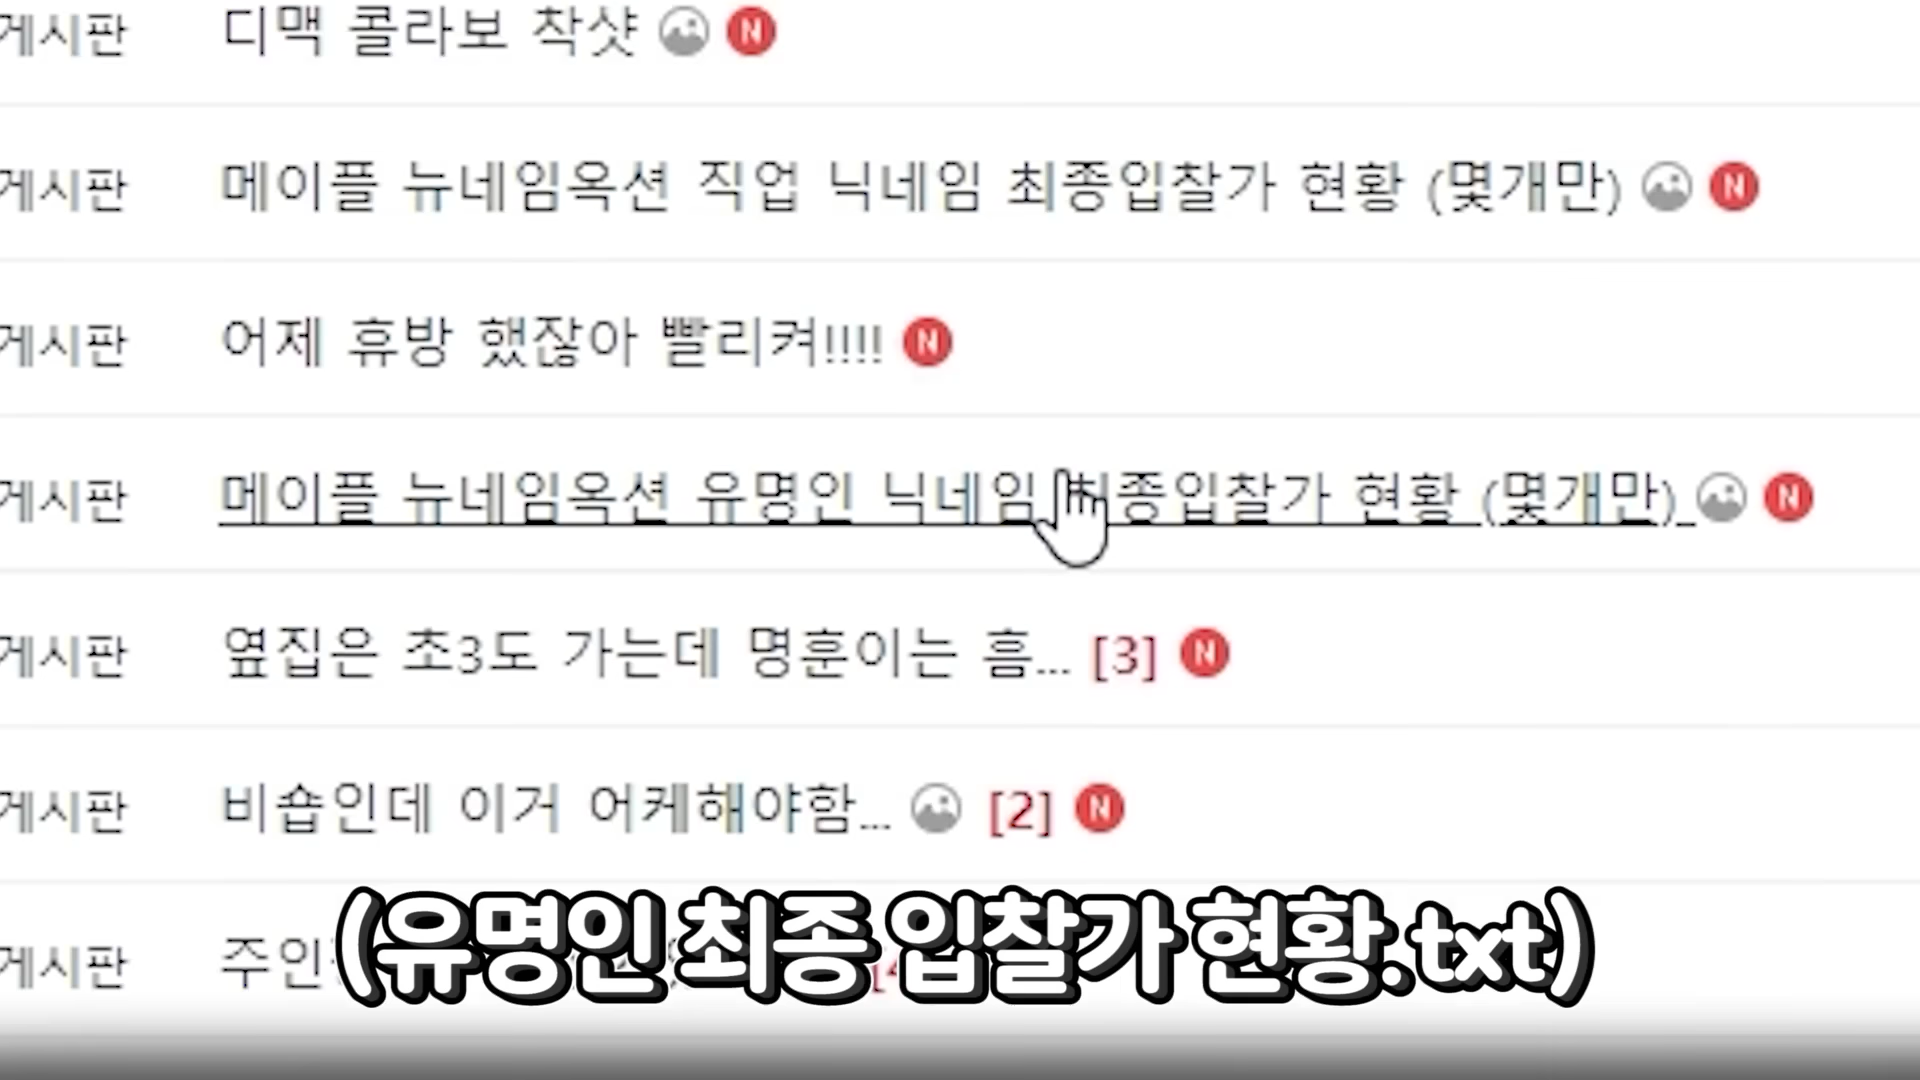 게시판 디맥 콜라보 착샷 N
게시판 메이플 뉴네임옥션 직업 닉네임 최종입찰가 현황 (몇개만) N
게시판 어제 휴방 했잖아 빨리켜!!!! N
게시판 메이플 뉴네임옥션 유명인 닉네임 최종입찰가 현황 (몇개만) N
게시판 옆집은 초3도 가는데 명훈이는 흠... [3] N
게시판 비숍인데 이거 어케해야함... [2] N
게시판 주인
(유명인 최종 입찰가 현황.txt)